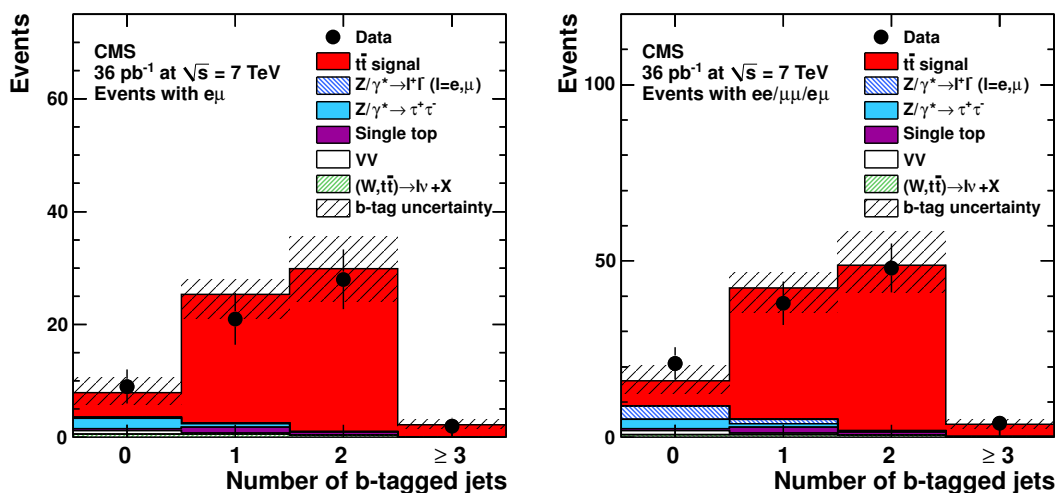 Events
CMS
36 pb⁻¹ at √s = 7 TeV
Events with eμ
Data
tt̄ signal
Z/γ*→l⁺l⁻ (l=e,μ)
Z/γ*→ τ⁺τ⁻
Single top
VV
(W,tt̄)→lν+X
b-tag uncertainty
60
40
20
0
0 1 2 ≥ 3
Number of b-tagged jets
Events
CMS
36 pb⁻¹ at √s = 7 TeV
Events with ee/μμ/eμ
Data
tt̄ signal
Z/γ*→l⁺l⁻ (l=e,μ)
Z/γ*→ τ⁺τ⁻
Single top
VV
(W,tt̄)→lν+X
b-tag uncertainty
100
50
0
0 1 2 ≥ 3
Number of b-tagged jets